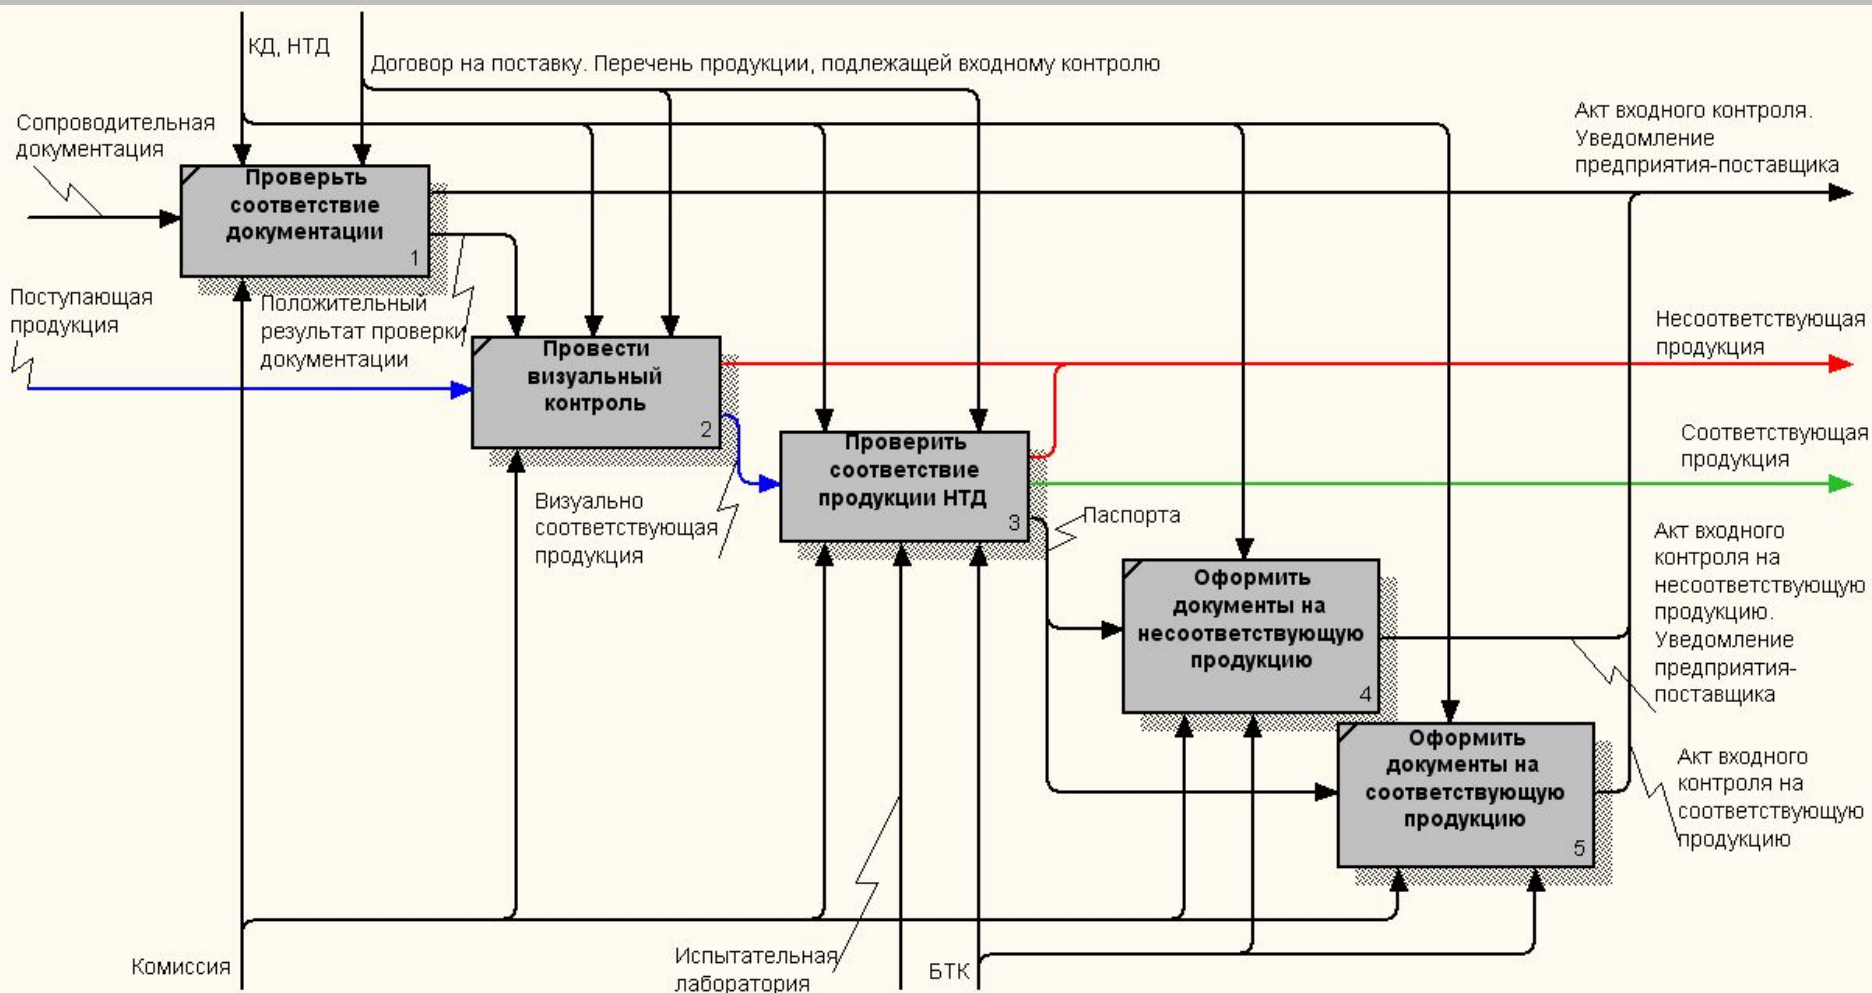 КД, НТД
Договор на поставку. Перечень продукции, подлежащей входному контролю
Сопроводительная
документация
Акт входного контроля.
Уведомление
предприятия-поставщика
Проверьть
соответствие
документации
1
Поступающая
продукция
Положительный
результат проверки
документации
Провести
визуальный
контроль
2
Несоответствующая
продукция
Проверить
соответствие
продукции НТД
3
Соответствующая
продукция
Визуально
соответствующая
продукция
Паспорта
Акт входного
контроля на
несоответствующую
продукцию.
Уведомление
предприятия-
поставщика
Оформить
документы на
несоответствующую
продукцию
4
Оформить
документы на
соответствующую
продукцию
5
Акт входного
контроля на
соответствующую
продукцию
Комиссия
Испытательная
лаборатория
БТК